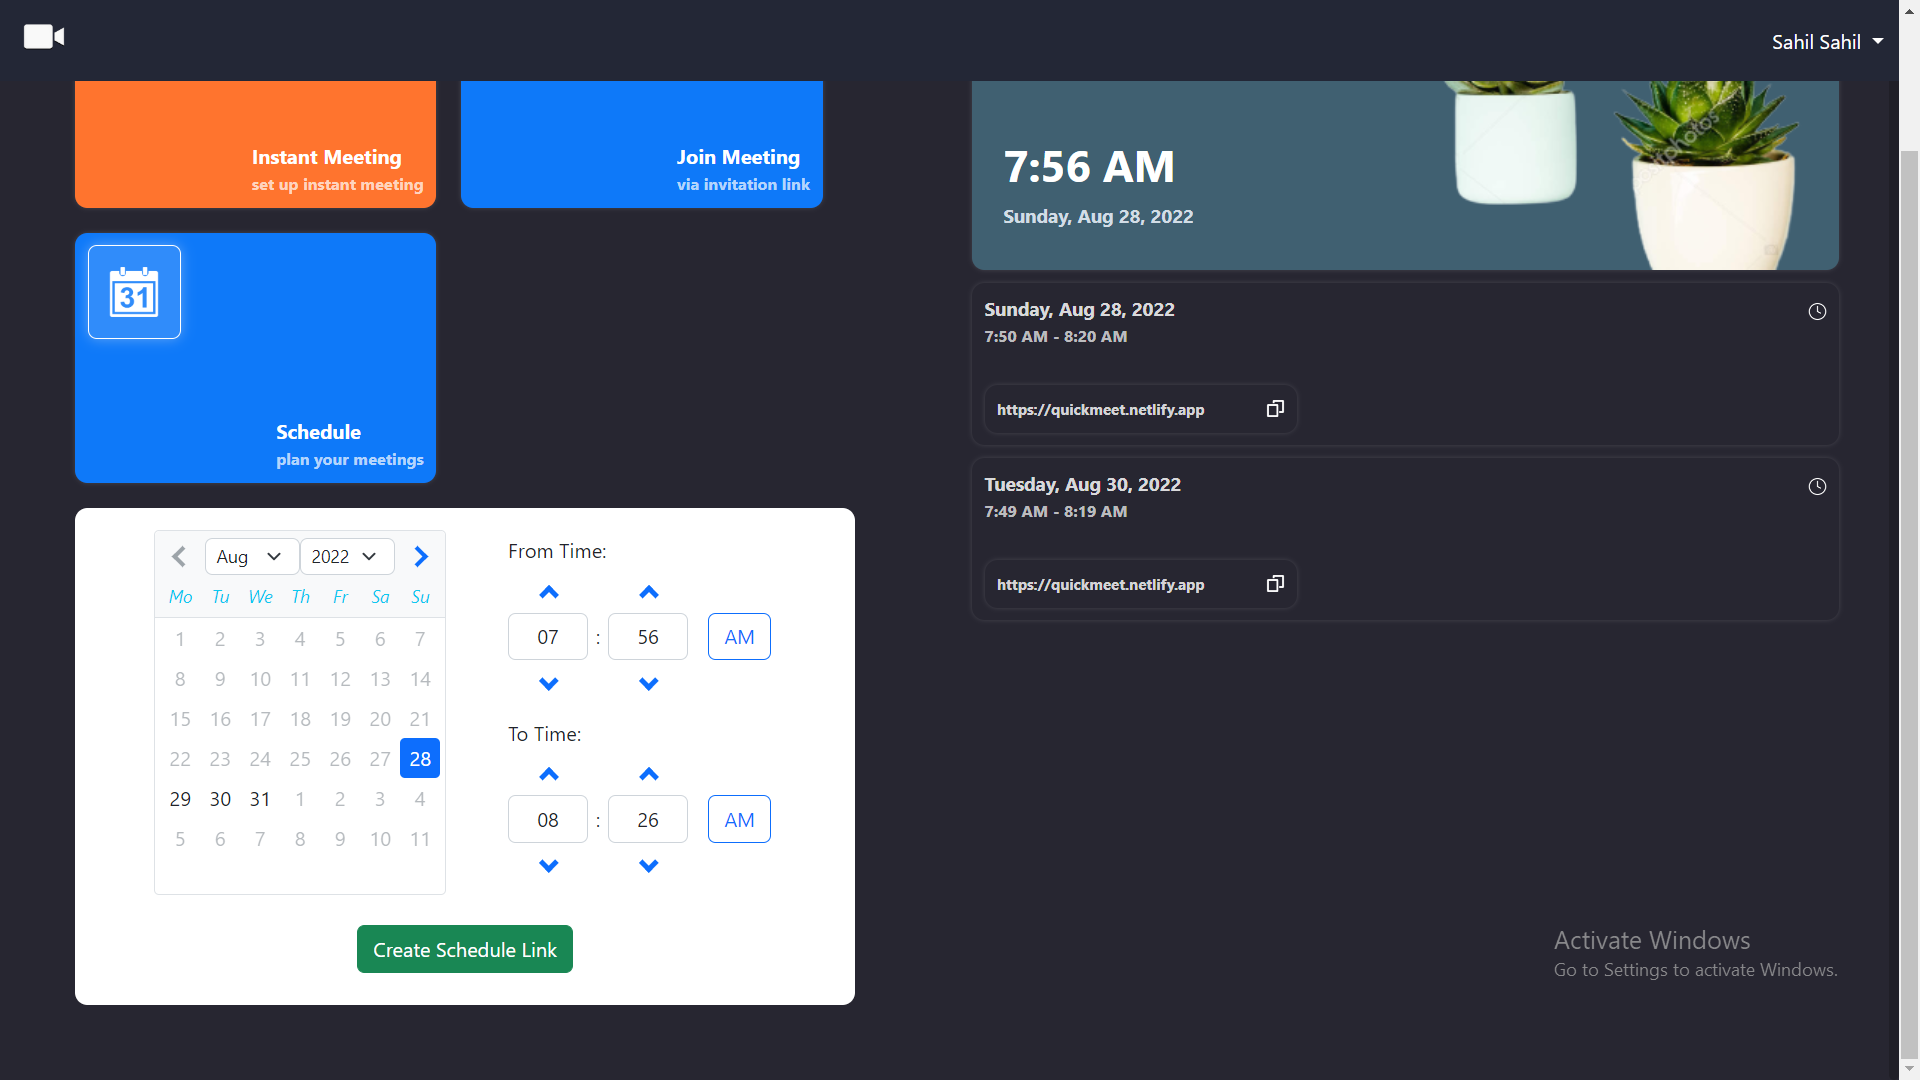 Sahil Sahil
Instant Meeting
set up instant meeting
Join Meeting
via invitation link
31
Schedule
plan your meetings
Aug 2022
Mo Tu We Th Fr Sa Su
1 2 3 4 5 6 7
8 9 10 11 12 13 14
15 16 17 18 19 20 21
22 23 24 25 26 27 28
29 30 31 1 2 3 4
5 6 7 8 9 10 11
From Time:
07 : 56 AM
To Time:
08 : 26 AM
Create Schedule Link
7:56 AM
Sunday, Aug 28, 2022
Sunday, Aug 28, 2022
7:50 AM - 8:20 AM
https://quickmeet.netlify.app
Tuesday, Aug 30, 2022
7:49 AM - 8:19 AM
https://quickmeet.netlify.app
Activate Windows
Go to Settings to activate Windows.